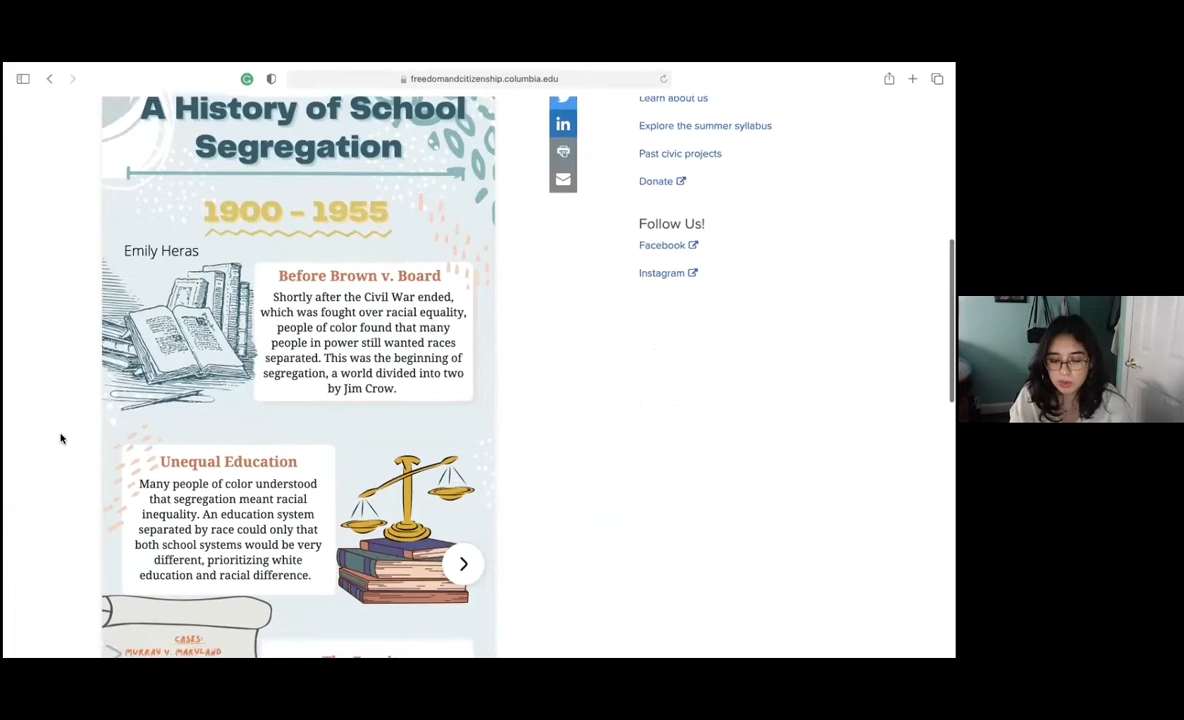 freedomandcitizenship.columbia.edu
A History of School
Segregation
1900 - 1955
Emily Heras
Before Brown v. Board
Shortly after the Civil War ended,
which was fought over racial equality,
people of color found that many
people in power still wanted races
separated. This was the beginning of
segregation, a world divided into two
by Jim Crow.
Unequal Education
Many people of color understood
that segregation meant racial
inequality. An education system
separated by race could only that
both school systems would be very
different, prioritizing white
education and racial difference.
CASES:
MURRAY V. MARYLAND
in
Learn about us
Explore the summer syllabus
Past civic projects
Donate
Follow Us!
Facebook
Instagram